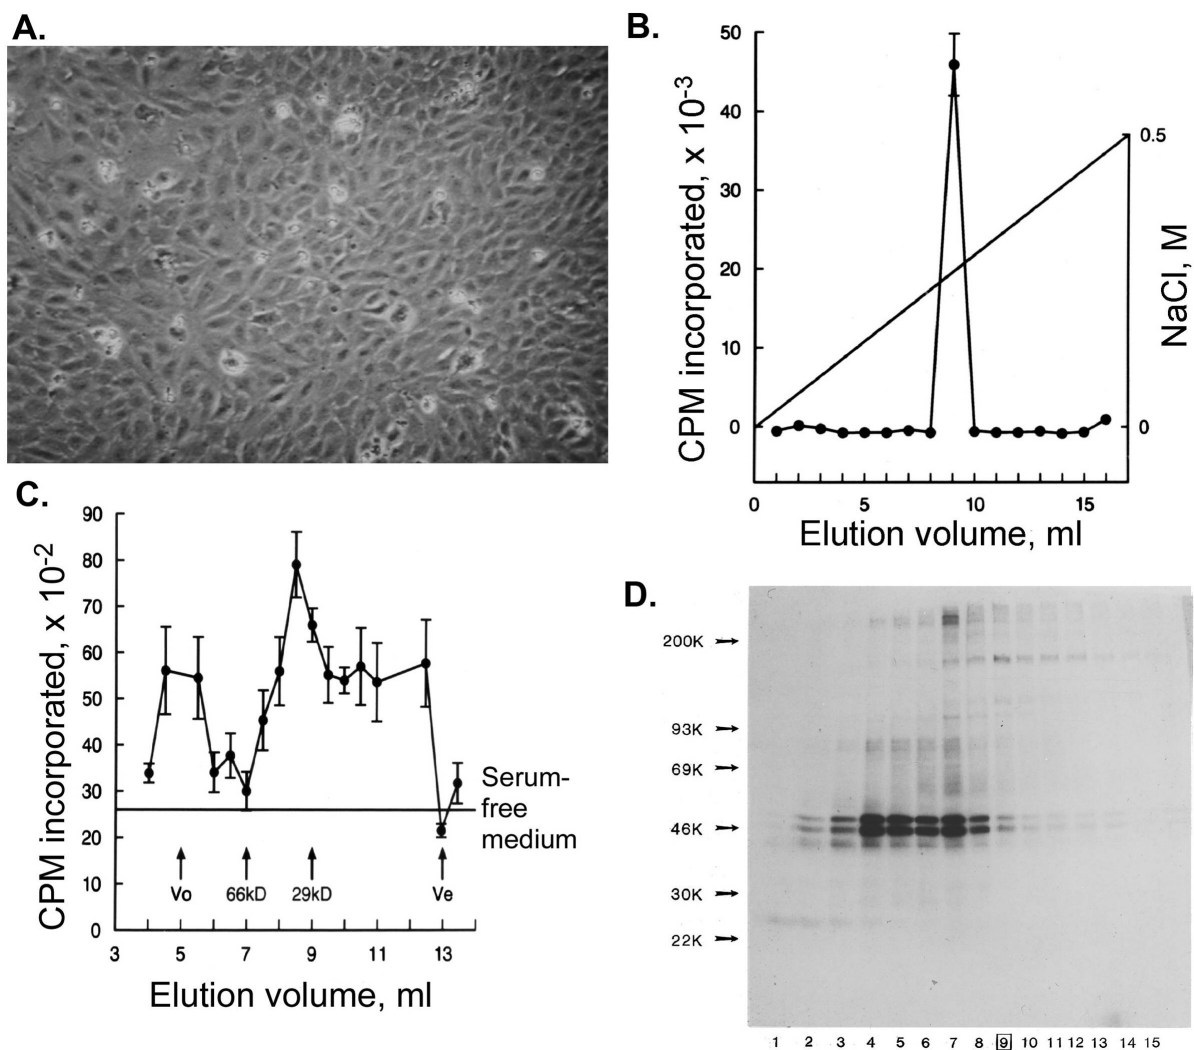 A.
B.
CPM incorporated, x 10-3
50
40
30
20
10
0
0.5
0
NaCl, M
0 5 10 15
Elution volume, ml
C.
CPM incorporated, x 10-2
90
80
70
60
50
40
30
20
10
0
Serum-
free
medium
Vo 66kD 29kD Ve
3 5 7 9 11 13
Elution volume, ml
D.
200K
93K
69K
46K
30K
22K
1 2 3 4 5 6 7 8 9 10 11 12 13 14 15